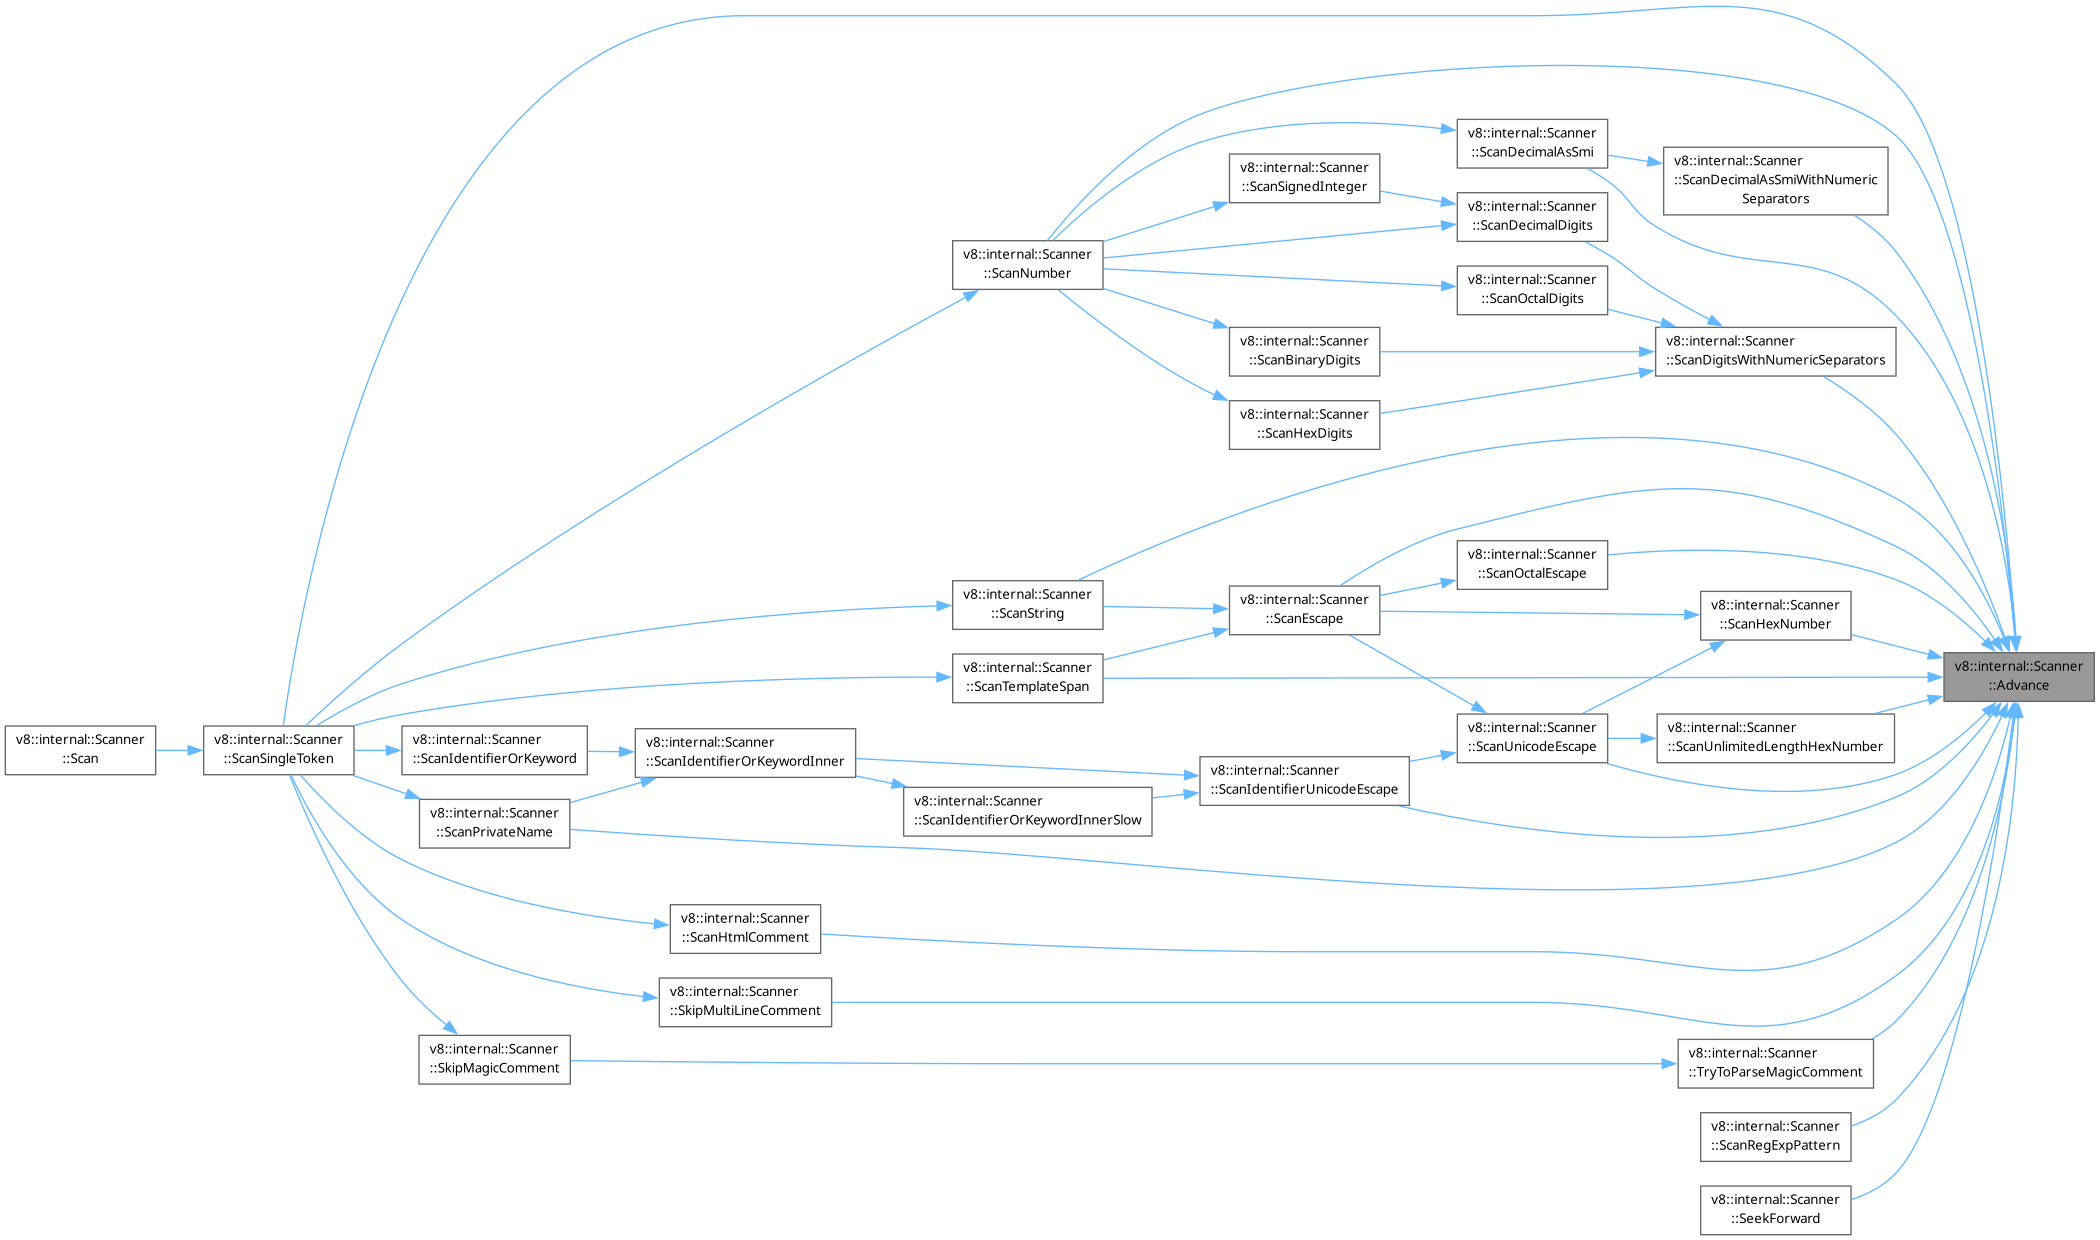 v8::internal::Scanner
::ScanDecimalAsSmi
v8::internal::Scanner
::ScanDecimalAsSmiWithNumeric
Separators
v8::internal::Scanner
::ScanSignedInteger
v8::internal::Scanner
::ScanDecimalDigits
v8::internal::Scanner
::ScanNumber
v8::internal::Scanner
::ScanOctalDigits
v8::internal::Scanner
::ScanBinaryDigits
v8::internal::Scanner
::ScanDigitsWithNumericSeparators
v8::internal::Scanner
::ScanHexDigits
v8::internal::Scanner
::ScanOctalEscape
v8::internal::Scanner
::ScanString
v8::internal::Scanner
::ScanEscape
v8::internal::Scanner
::ScanHexNumber
v8::internal::Scanner
::ScanTemplateSpan
v8::internal::Scanner
::Advance
v8::internal::Scanner
::Scan
v8::internal::Scanner
::ScanSingleToken
v8::internal::Scanner
::ScanIdentifierOrKeyword
v8::internal::Scanner
::ScanIdentifierOrKeywordInner
v8::internal::Scanner
::ScanUnicodeEscape
v8::internal::Scanner
::ScanUnlimitedLengthHexNumber
v8::internal::Scanner
::ScanIdentifierUnicodeEscape
v8::internal::Scanner
::ScanPrivateName
v8::internal::Scanner
::ScanIdentifierOrKeywordInnerSlow
v8::internal::Scanner
::ScanHtmlComment
v8::internal::Scanner
::SkipMultiLineComment
v8::internal::Scanner
::SkipMagicComment
v8::internal::Scanner
::TryToParseMagicComment
v8::internal::Scanner
::ScanRegExpPattern
v8::internal::Scanner
::SeekForward